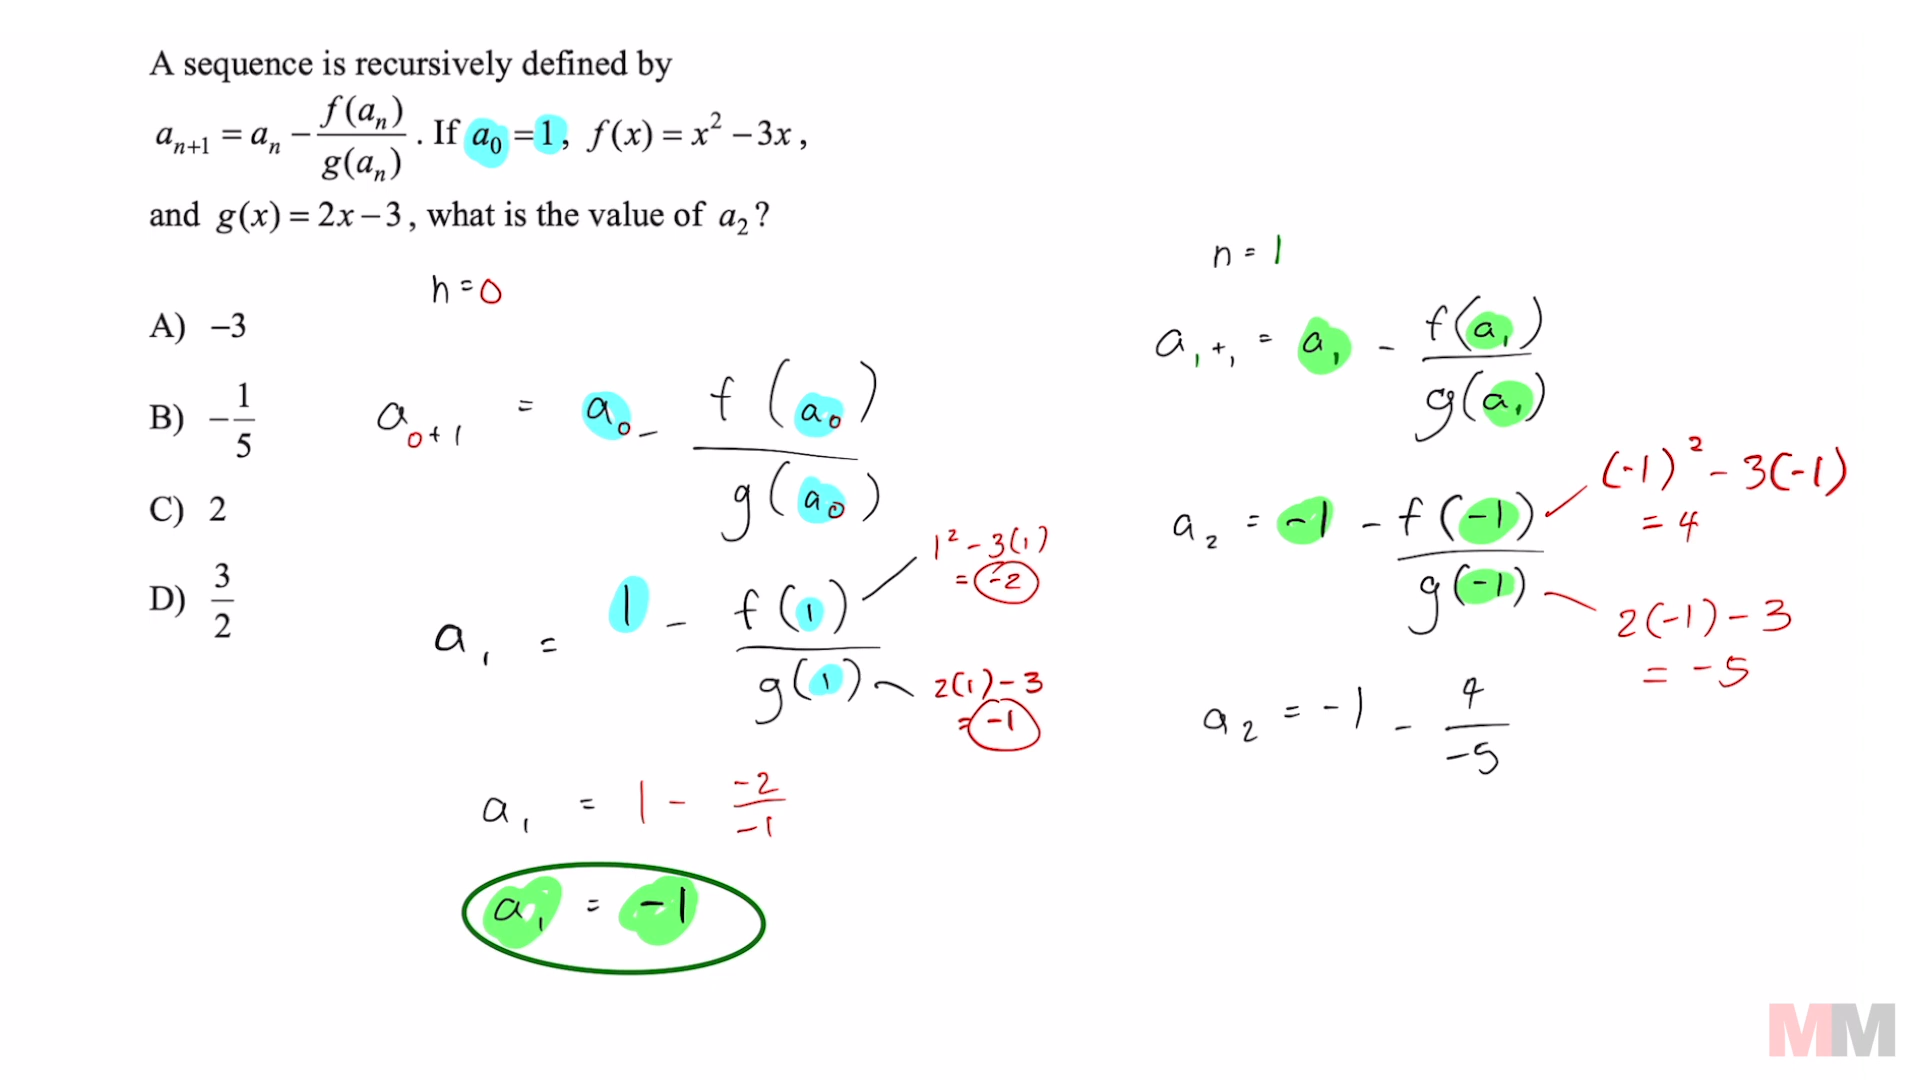 A sequence is recursively defined by
a_{n+1} = a_n − f(a_n)/g(a_n) . If a_0 = 1, f(x) = x² − 3x,
and g(x) = 2x − 3, what is the value of a_2?
A) −3
B) −1/5
C) 2
D) 3/2
n = 0
a_{0+1} = a_0 − f(a_0)/g(a_0)
a_1 = 1 − f(1)/g(1)
1² − 3(1)
= −2
2(1) − 3
= −1
a_1 = 1 − −2/−1
a_1 = −1
n = 1
a_{1+1} = a_1 − f(a_1)/g(a_1)
a_2 = −1 − f(−1)/g(−1)
(−1)² − 3(−1)
= 4
2(−1) − 3
= −5
a_2 = −1 − 4/−5
MM